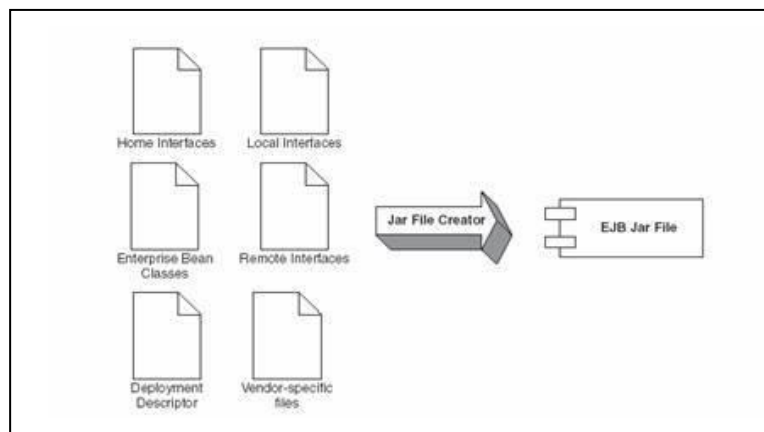 Home Interfaces
Local Interfaces
Enterprise Bean
Classes
Remote Interfaces
Jar File Creator
EJB Jar File
Deployment
Descriptor
Vendor-specific
files